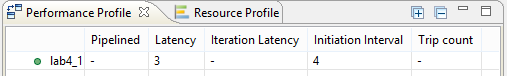 Performance Profile Resource Profile
Pipelined Latency Iteration Latency Initiation Interval Trip count
lab4_1 - 3 - 4 -